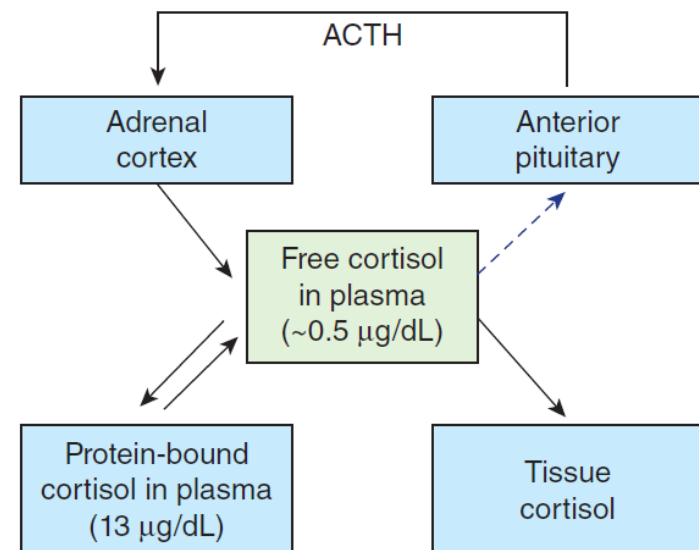 ACTH
Adrenal
cortex
Anterior
pituitary
Free cortisol
in plasma
(~0.5 μg/dL)
Protein-bound
cortisol in plasma
(13 μg/dL)
Tissue
cortisol